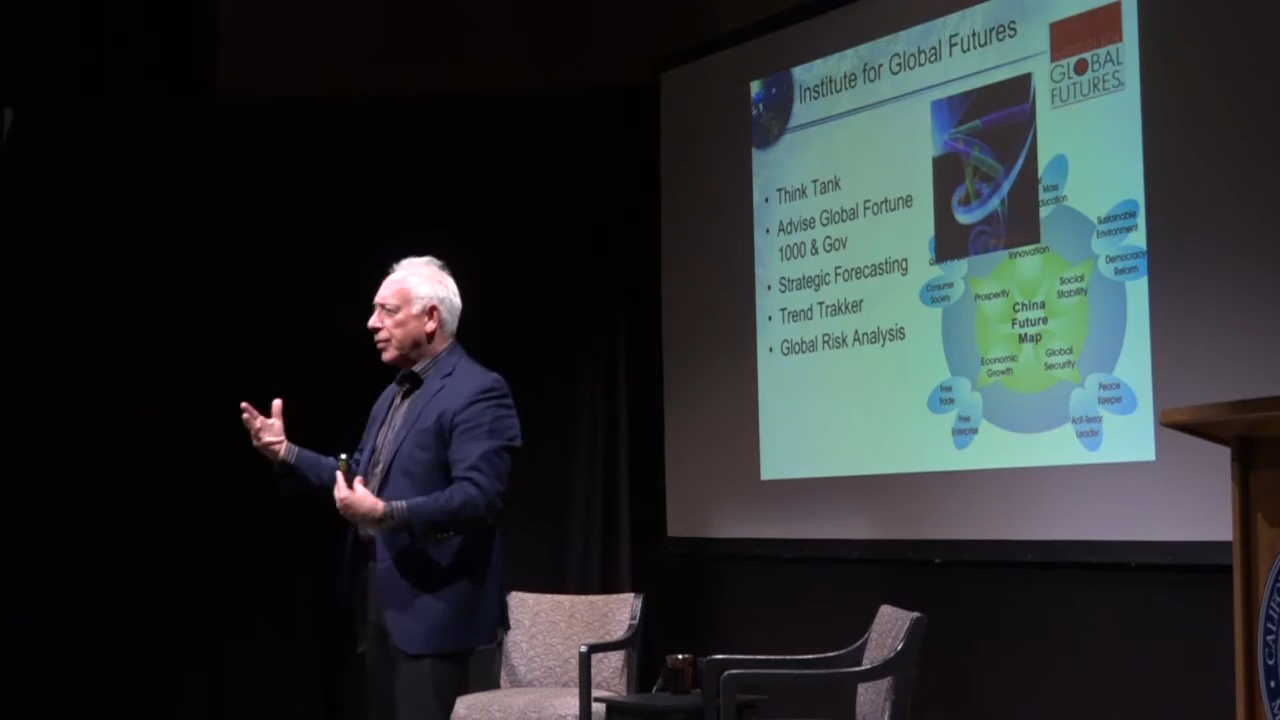 Institute for Global Futures
GLOBAL
FUTURES
Think Tank
Advise Global Fortune
1000 & Gov
Strategic Forecasting
Trend Trakker
Global Risk Analysis
Mass
Sustainable
Environment
Democracy
Reform
Innovation
Consumer
Society
Prosperity
Social
Stability
China
Future
Map
Economic
Growth
Global
Security
Free
Trade
Free
Enterprise
Peace
Keeper
Anti-Terror
Leader